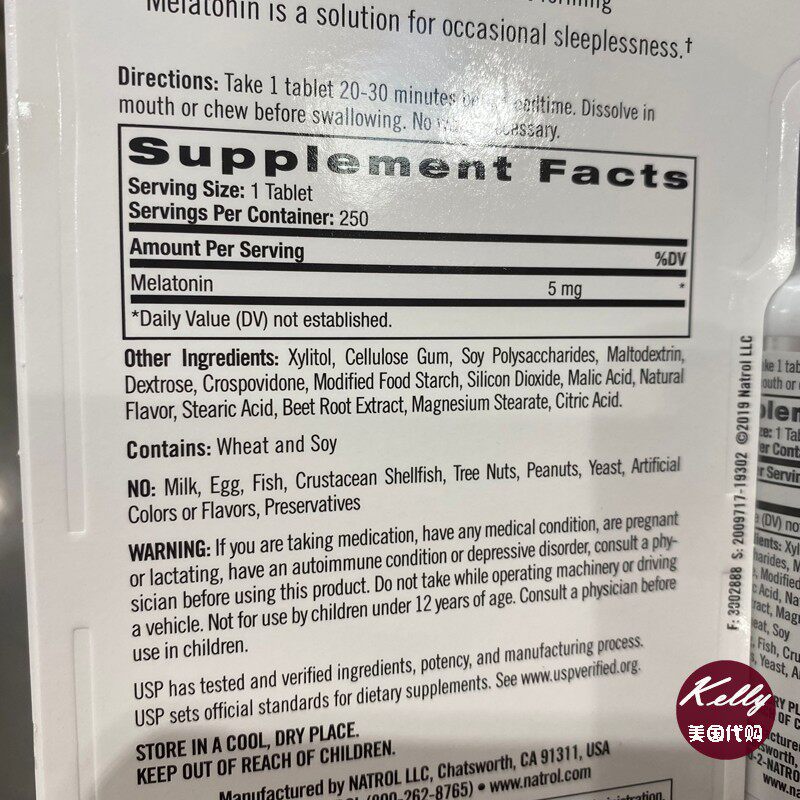 Melatonin is a solution for occasional sleeplessness.†
Directions: Take 1 tablet 20-30 minutes bedtime. Dissolve in
mouth or chew before swallowing. No necessary.
Supplement Facts
Serving Size: 1 Tablet
Servings Per Container: 250
Amount Per Serving %DV
Melatonin 5 mg *
*Daily Value (DV) not established.
Other Ingredients: Xylitol, Cellulose Gum, Soy Polysaccharides, Maltodextrin,
Dextrose, Crospovidone, Modified Food Starch, Silicon Dioxide, Malic Acid, Natural
Flavor, Stearic Acid, Beet Root Extract, Magnesium Stearate, Citric Acid.
Contains: Wheat and Soy
NO: Milk, Egg, Fish, Crustacean Shellfish, Tree Nuts, Peanuts, Yeast, Artificial
Colors or Flavors, Preservatives
WARNING: If you are taking medication, have any medical condition, are pregnant
or lactating, have an autoimmune condition or depressive disorder, consult a phy-
sician before using this product. Do not take while operating machinery or driving
a vehicle. Not for use by children under 12 years of age. Consult a physician before
use in children.
USP has tested and verified ingredients, potency, and manufacturing process.
USP sets official standards for dietary supplements. See www.uspverified.org.
STORE IN A COOL, DRY PLACE.
KEEP OUT OF REACH OF CHILDREN.
Manufactured by NATROL LLC, Chatsworth, CA 91311, USA
(800-262-8765) • www.natrol.com
F: 3302888 S: 2009717-19302 ©2019 Natrol LLC
Kelly
美国代购